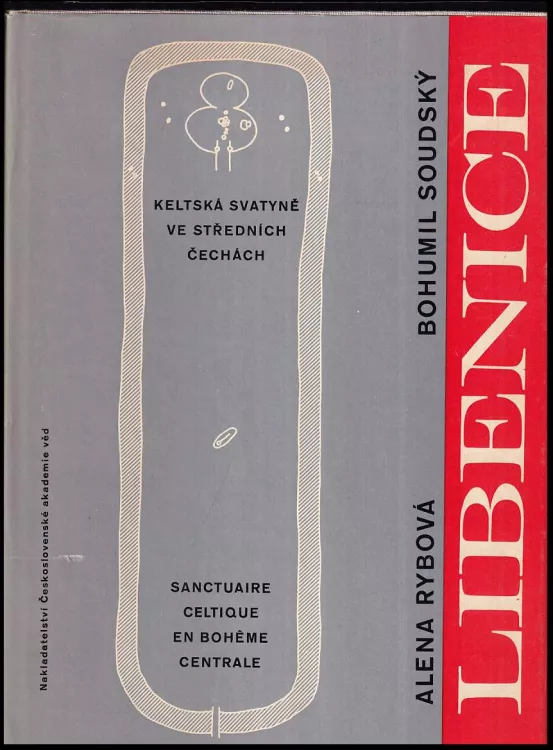 LIBENICE
ALENA RYBOVÁ
BOHUMIL SOUDSKÝ
KELTSKÁ SVATYNĚ
VE STŘEDNÍCH
ČECHÁCH
SANCTUAIRE
CELTIQUE
EN BOHÊME
CENTRALE
Nakladatelství Československé akademie věd